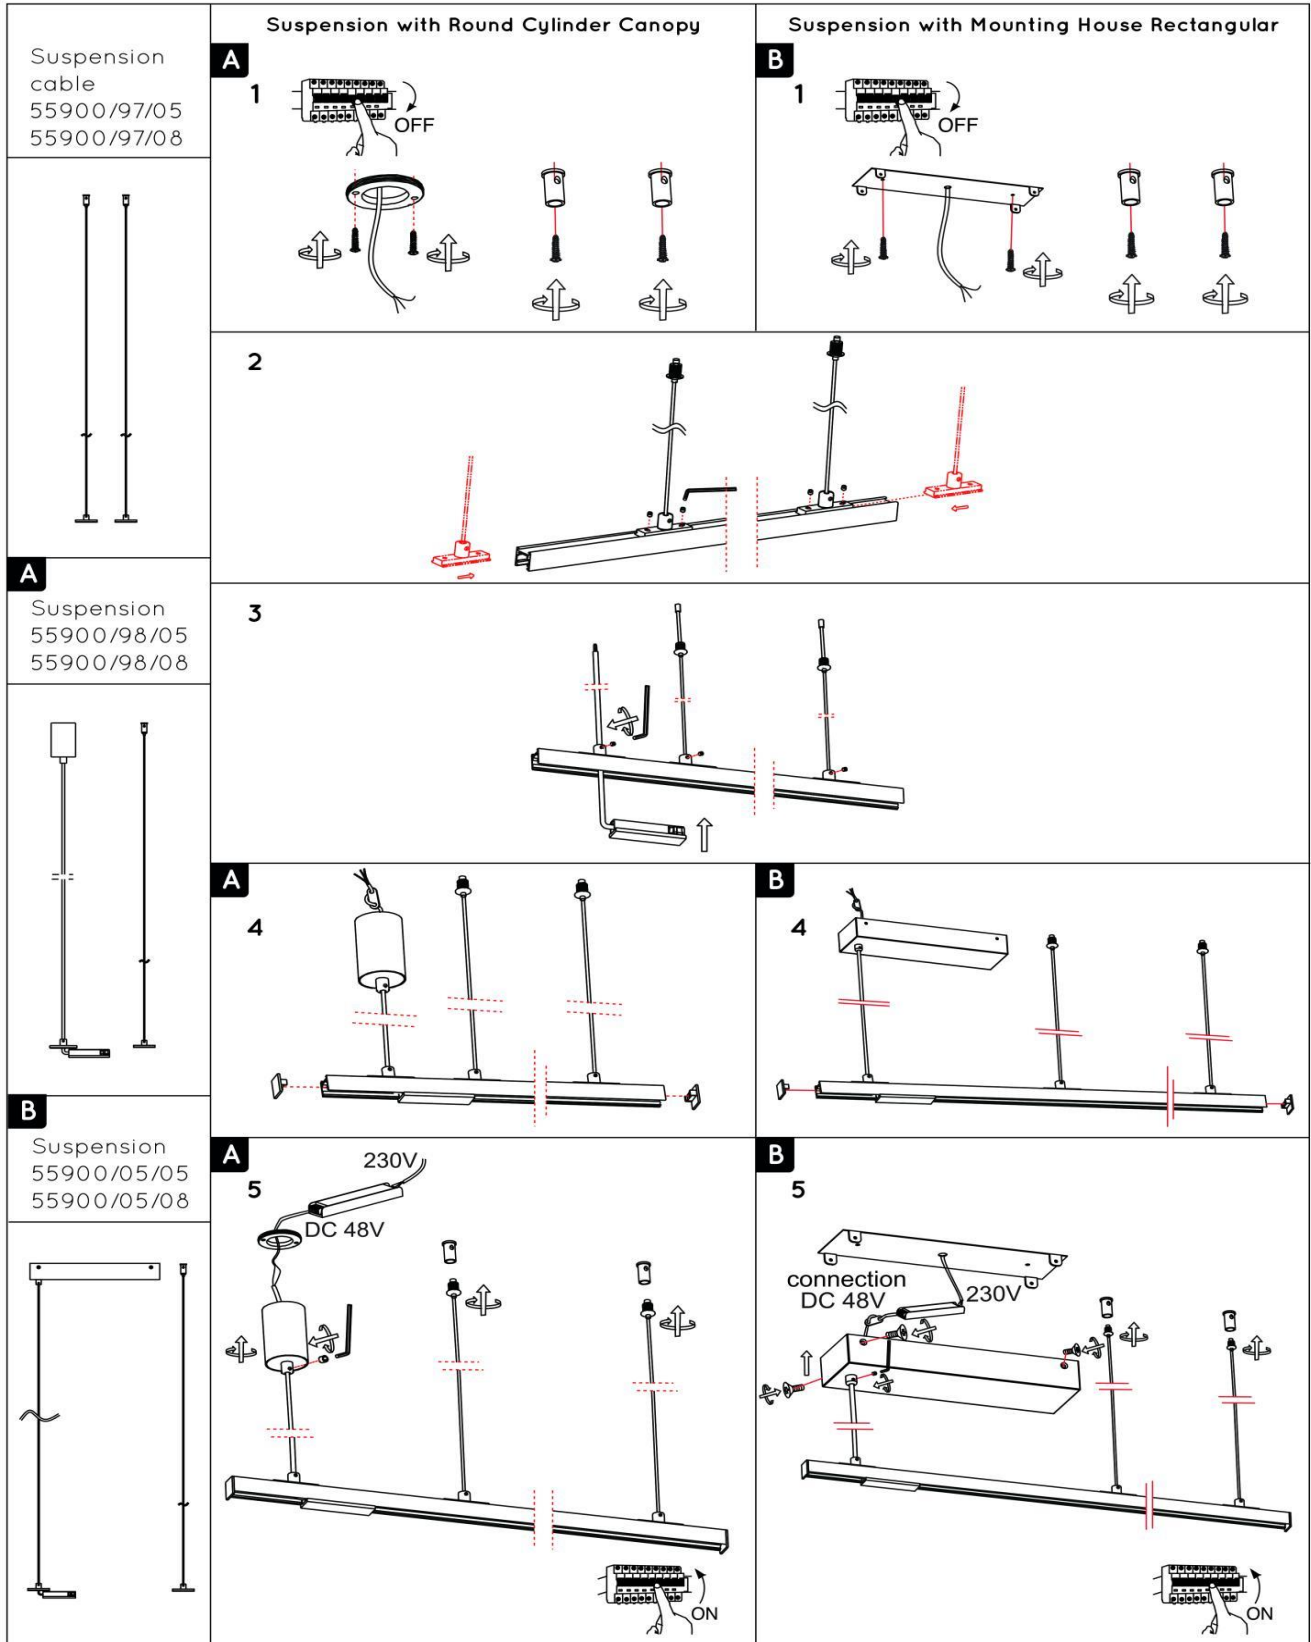 Suspension
cable
55900/97/05
55900/97/08
A
Suspension
55900/98/05
55900/98/08
B
Suspension
55900/05/05
55900/05/08
Suspension with Round Cylinder Canopy
A
1
OFF
Suspension with Mounting House Rectangular
B
1
OFF
2
3
A
4
B
4
A
5
230V
DC 48V
ON
B
5
connection
DC 48V
230V
ON